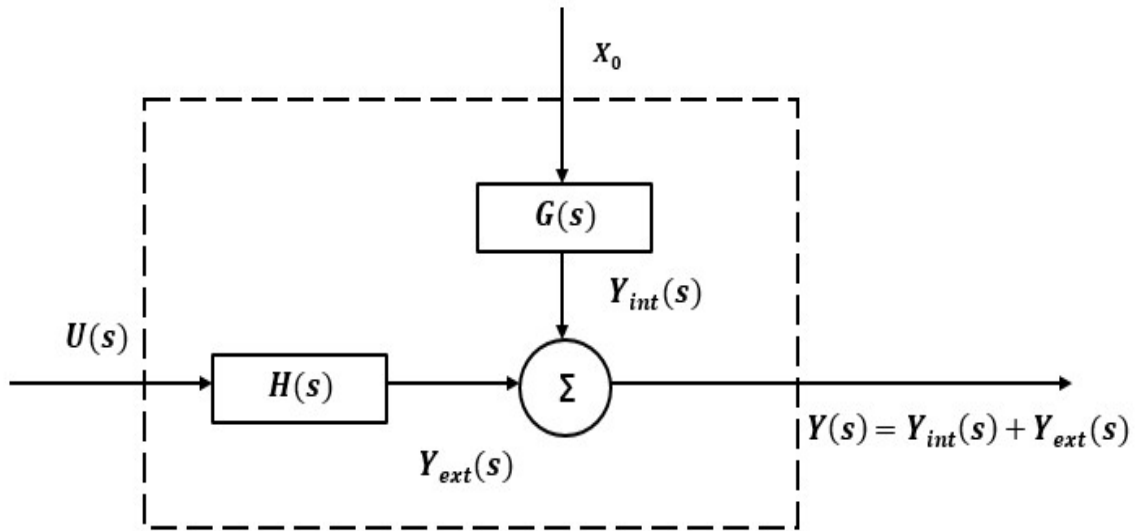 X₀
G(s)
Y_int(s)
U(s)
H(s)
Σ
Y(s) = Y_int(s) + Y_ext(s)
Y_ext(s)